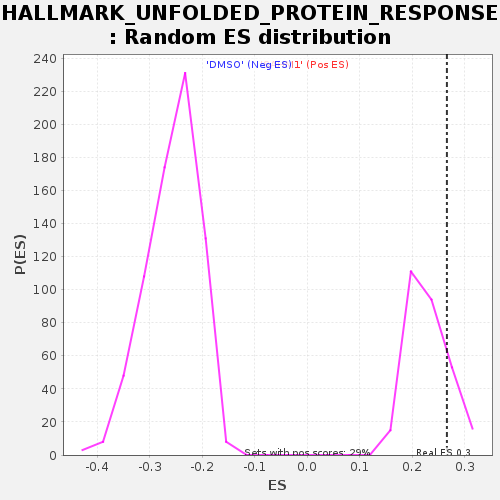 HALLMARK_UNFOLDED_PROTEIN_RESPONSE
: Random ES distribution
'DMSO' (Neg ES) (Pos ES)
240
220
200
180
160
140
120
100
80
60
40
20
0
P(ES)
Sets with pos scores: 29%
Real ES 0.3
-0.4 -0.3 -0.2 -0.1 0.0 0.1 0.2 0.3
ES